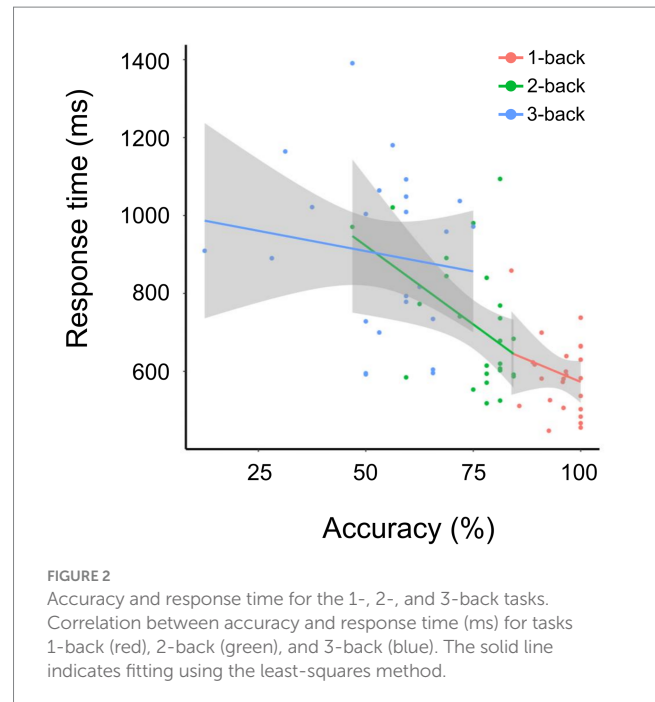 1400
1200
1000
800
600
Response time (ms)
1-back
2-back
3-back
25 50 75 100
Accuracy (%)
FIGURE 2
Accuracy and response time for the 1-, 2-, and 3-back tasks.
Correlation between accuracy and response time (ms) for tasks
1-back (red), 2-back (green), and 3-back (blue). The solid line
indicates fitting using the least-squares method.